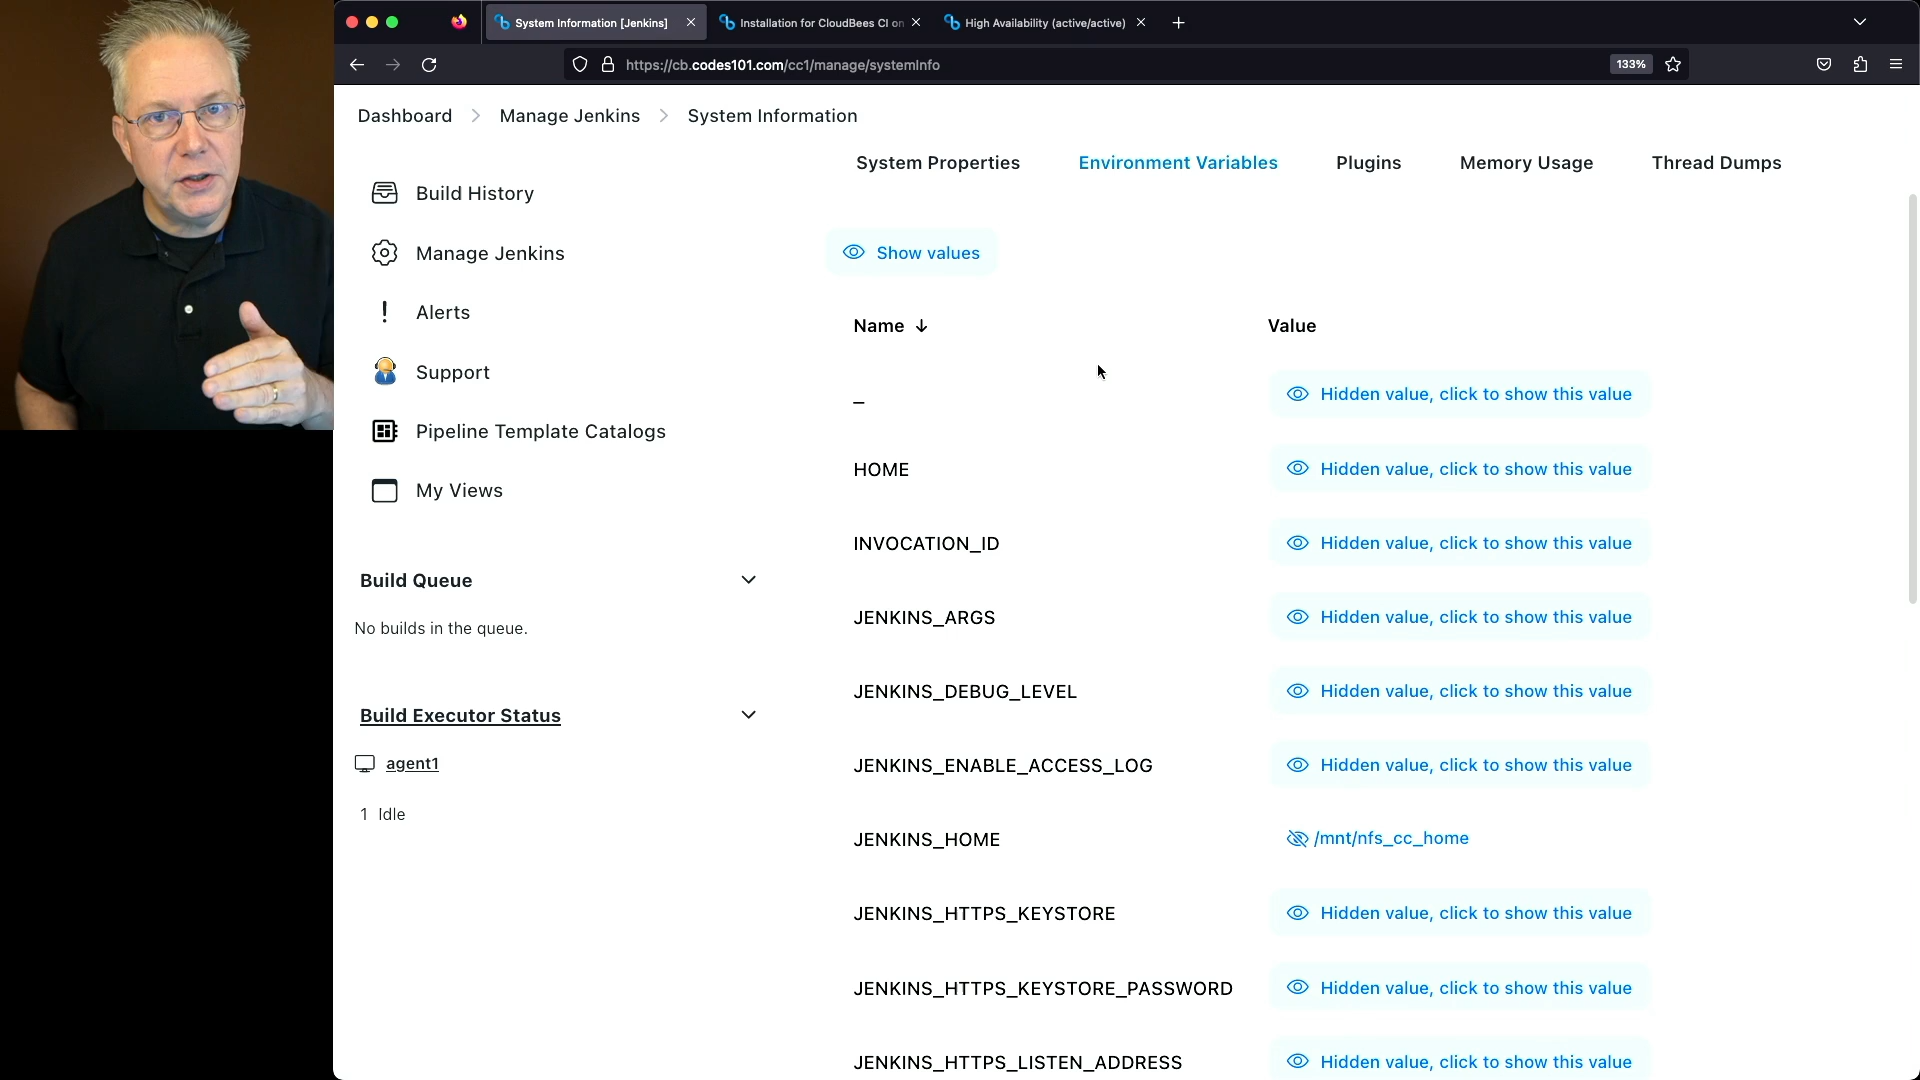 System Information [Jenkins]
Installation for CloudBees CI on
High Availability (active/active)
https://cb.codes101.com/cc1/manage/systemInfo
133%
Dashboard
Manage Jenkins
System Information
System Properties
Environment Variables
Plugins
Memory Usage
Thread Dumps
Build History
Manage Jenkins
Alerts
Support
Pipeline Template Catalogs
My Views
Build Queue
No builds in the queue.
Build Executor Status
agent1
1 Idle
Show values
Name ↓ Value
_ Hidden value, click to show this value
HOME Hidden value, click to show this value
INVOCATION_ID Hidden value, click to show this value
JENKINS_ARGS Hidden value, click to show this value
JENKINS_DEBUG_LEVEL Hidden value, click to show this value
JENKINS_ENABLE_ACCESS_LOG Hidden value, click to show this value
JENKINS_HOME /mnt/nfs_cc_home
JENKINS_HTTPS_KEYSTORE Hidden value, click to show this value
JENKINS_HTTPS_KEYSTORE_PASSWORD Hidden value, click to show this value
JENKINS_HTTPS_LISTEN_ADDRESS Hidden value, click to show this value